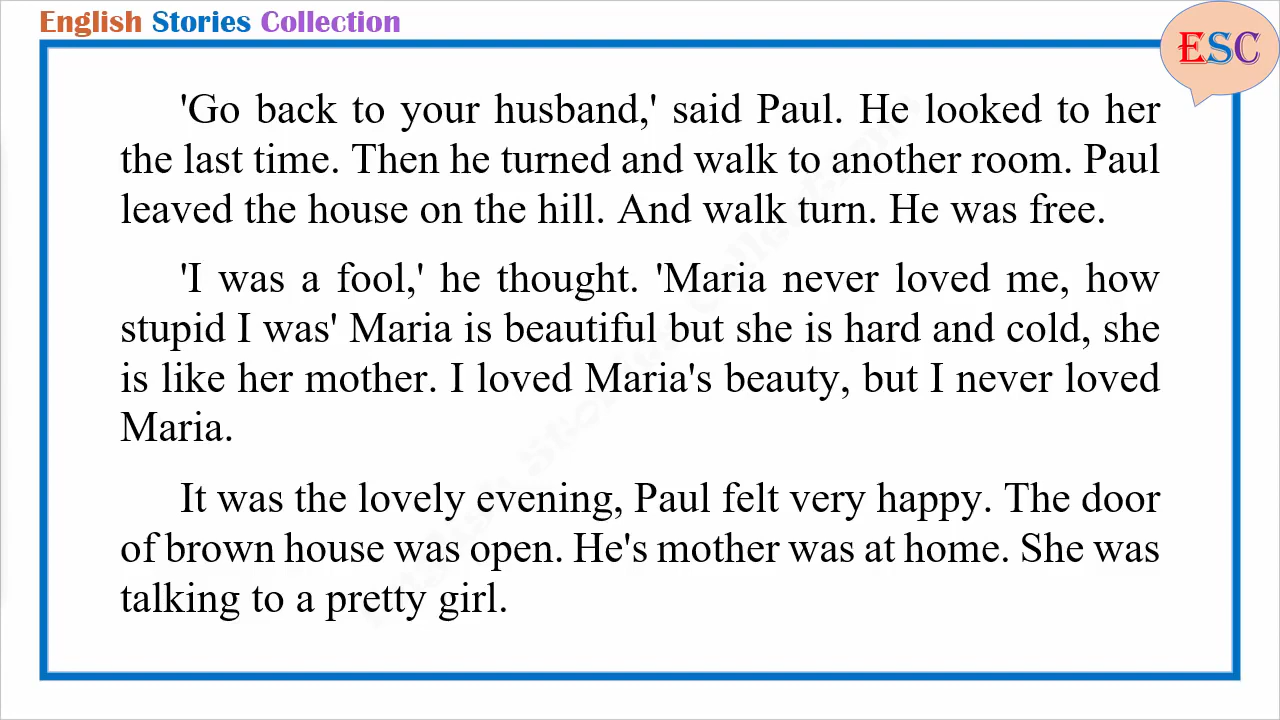 English Stories Collection
ESC
'Go back to your husband,' said Paul. He looked to her
the last time. Then he turned and walk to another room. Paul
leaved the house on the hill. And walk turn. He was free.
'I was a fool,' he thought. 'Maria never loved me, how
stupid I was' Maria is beautiful but she is hard and cold, she
is like her mother. I loved Maria's beauty, but I never loved
Maria.
It was the lovely evening, Paul felt very happy. The door
of brown house was open. He's mother was at home. She was
talking to a pretty girl.